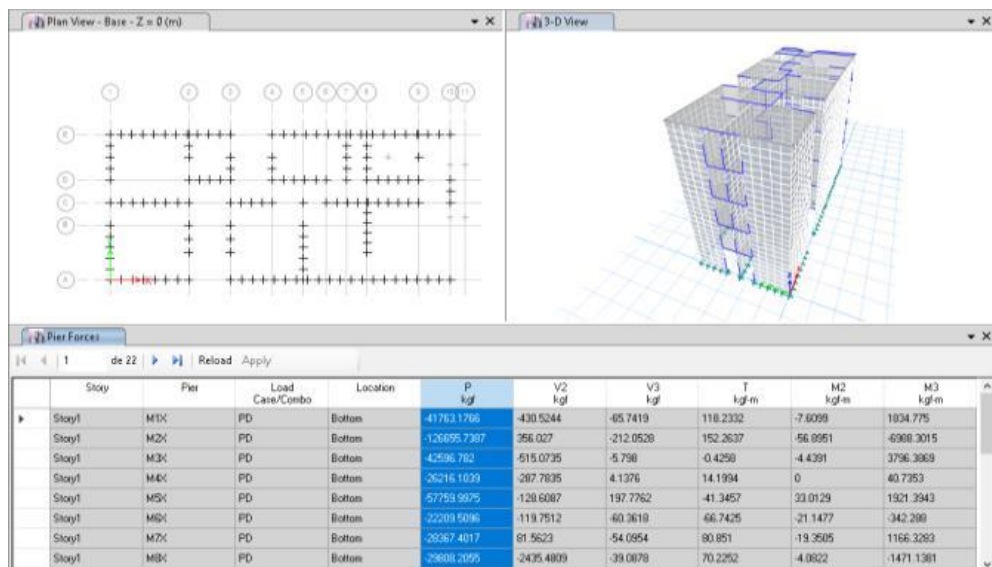 Plan View - Base - Z = 0 (m)
3-D View
1 2 3 4 5 6 7 8 9 10 11
E
D
C
B
A
Pier Forces
1 de 22 Reload Apply
Story Pier Load Case/Combo Location P kgf V2 kgf V3 kgf T kgf-m M2 kgf-m M3 kgf-m
Story1 M1X PD Bottom -41763.1766 -430.5244 -65.7419 118.2332 -7.6099 1034.775
Story1 M2X PD Bottom -126655.7387 356.027 -212.0528 152.2637 -56.8951 -6988.3015
Story1 M3X PD Bottom -42596.782 -515.0735 -5.798 -0.4258 -4.4391 3796.3869
Story1 M4X PD Bottom -26216.1039 -287.7835 4.1376 14.1994 0 40.7353
Story1 M5X PD Bottom -57759.9975 -128.6087 197.7762 -41.3457 33.0129 1921.3943
Story1 M6X PD Bottom -22209.5096 -119.7512 -60.3618 -66.7425 -21.1477 -342.288
Story1 M7X PD Bottom -28367.4017 81.5623 -54.0954 80.851 -19.3505 1166.3283
Story1 M8X PD Bottom -29808.2055 -2435.4809 -39.0878 70.2252 -4.0822 -1471.1381